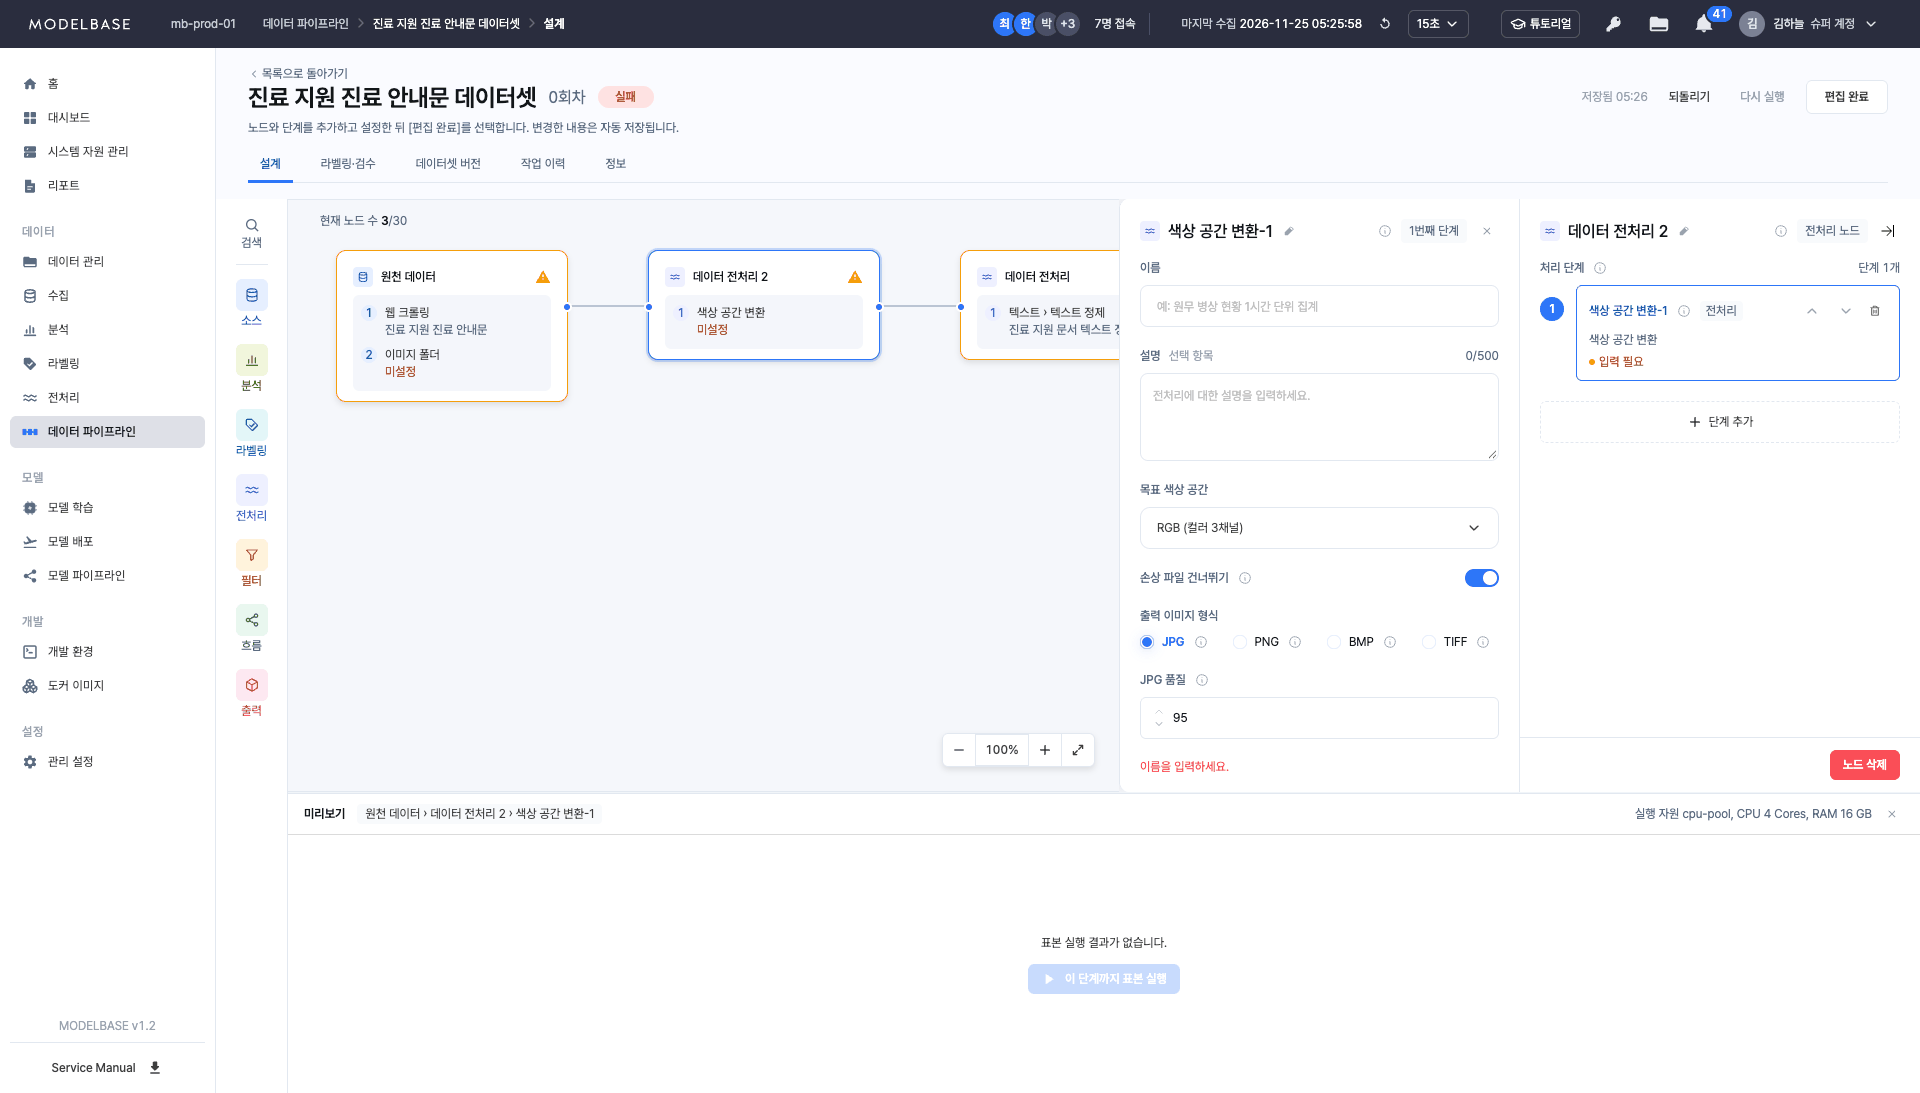 MODELBASE
mb-prod-01
데이터 파이프라인 > 진료 지원 진료 안내문 데이터셋 > 설계
최 한 박 +3
7명 접속
마지막 수집 2026-11-25 05:25:58
15초
튜토리얼
41
김
김하늘 슈퍼 계정
홈
대시보드
시스템 자원 관리
리포트
데이터
데이터 관리
수집
분석
라벨링
전처리
데이터 파이프라인
모델
모델 학습
모델 배포
모델 파이프라인
개발
개발 환경
도커 이미지
설정
관리 설정
MODELBASE v1.2
Service Manual
목록으로 돌아가기
진료 지원 진료 안내문 데이터셋 0회차 실패
노드와 단계를 추가하고 설정한 뒤 [편집 완료]를 선택합니다. 변경한 내용은 자동 저장됩니다.
저장됨 05:26
되돌리기
다시 실행
편집 완료
설계
라벨링·검수
데이터셋 버전
작업 이력
정보
검색
소스
분석
라벨링
전처리
필터
흐름
출력
현재 노드 수 3/30
원천 데이터
1 웹 크롤링
진료 지원 진료 안내문
2 이미지 폴더
미설정
데이터 전처리 2
1 색상 공간 변환
미설정
데이터 전처리
1 텍스트 › 텍스트 정제
진료 지원 문서 텍스트 정
100%
색상 공간 변환-1
1번째 단계
이름
예: 원무 병상 현황 1시간 단위 집계
설명 선택 항목
0/500
전처리에 대한 설명을 입력하세요.
목표 색상 공간
RGB (컬러 3채널)
손상 파일 건너뛰기
출력 이미지 형식
JPG
PNG
BMP
TIFF
JPG 품질
95
이름을 입력하세요.
데이터 전처리 2
전처리 노드
처리 단계
단계 1개
1
색상 공간 변환-1
전처리
색상 공간 변환
입력 필요
단계 추가
노드 삭제
미리보기
원천 데이터 › 데이터 전처리 2 › 색상 공간 변환-1
실행 자원 cpu-pool, CPU 4 Cores, RAM 16 GB
표본 실행 결과가 없습니다.
이 단계까지 표본 실행